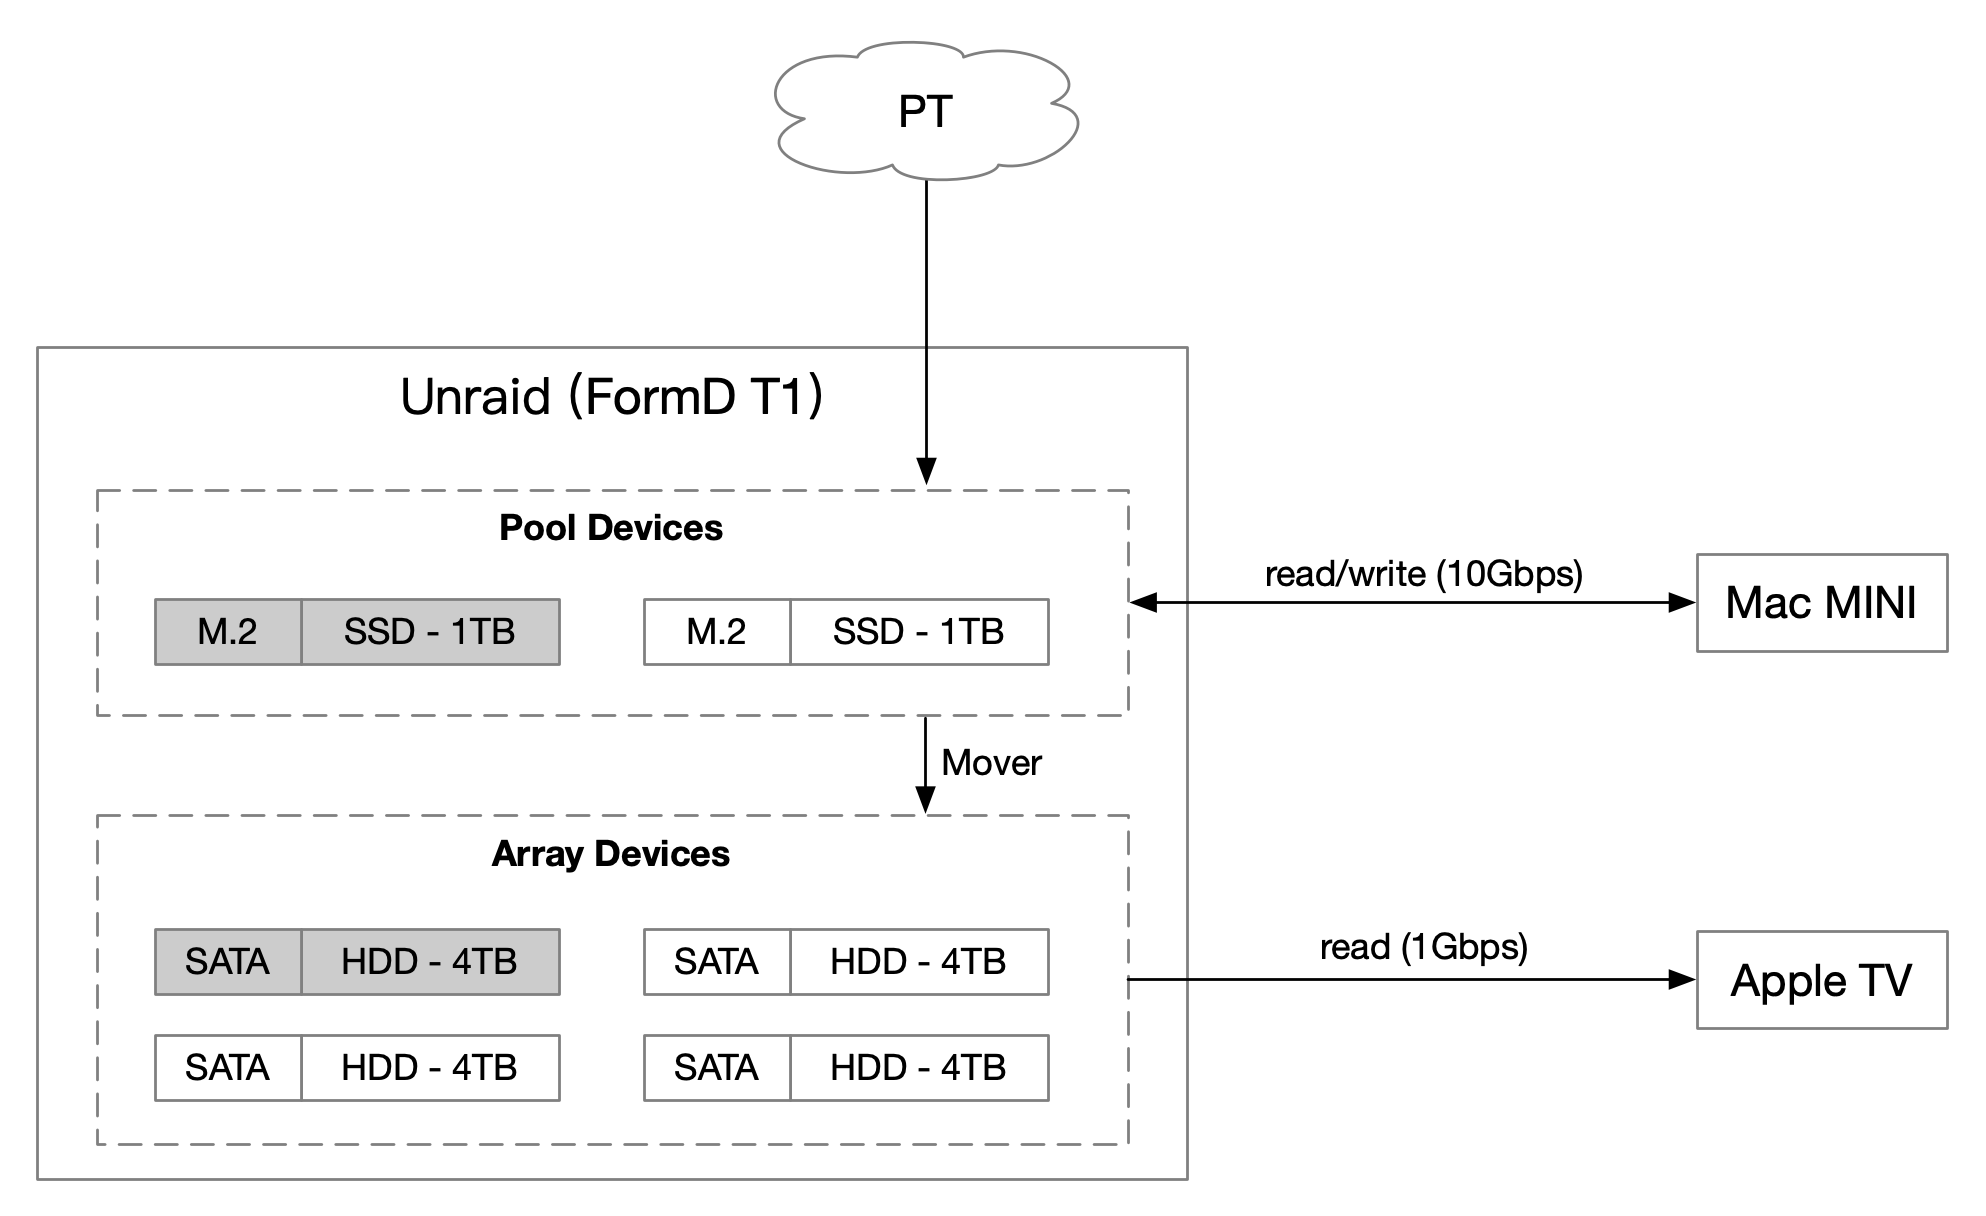 PT
Unraid (FormD T1)
Pool Devices
M.2 SSD - 1TB
M.2 SSD - 1TB
read/write (10Gbps)
Mac MINI
Mover
Array Devices
SATA HDD - 4TB
SATA HDD - 4TB
read (1Gbps)
Apple TV
SATA HDD - 4TB
SATA HDD - 4TB